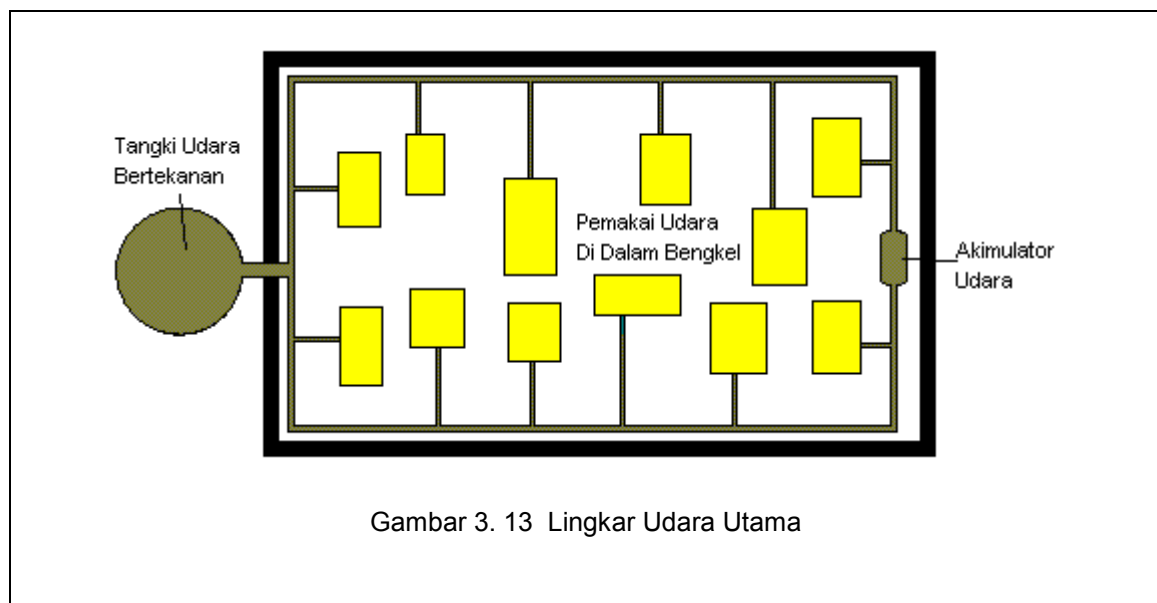 Tangki Udara
Bertekanan
Pemakai Udara
Di Dalam Bengkel
Akimulator
Udara
Gambar 3. 13 Lingkar Udara Utama